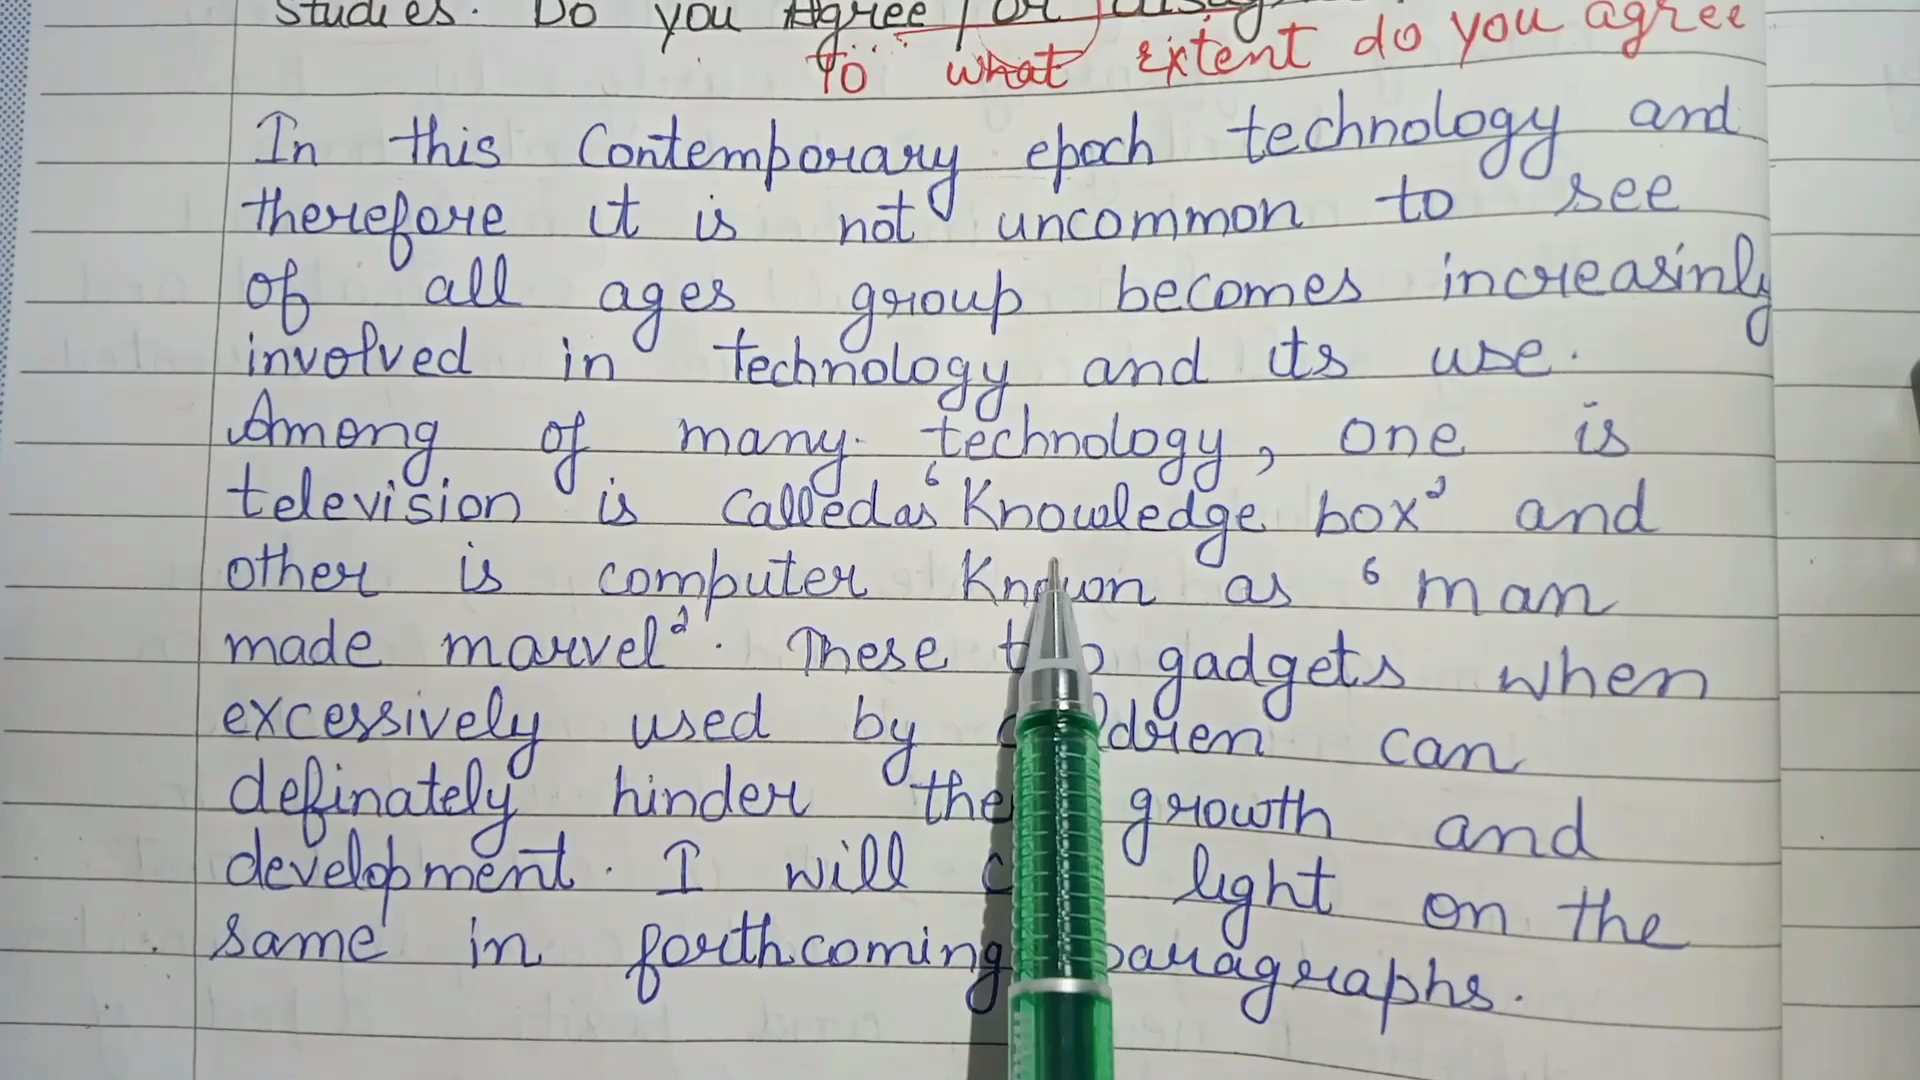 studies. Do you Agree / or
To what extent do you agree
In this Contemporary epoch technology and
therefore it is not uncommon to see
of all ages group becomes increasinly
involved in technology and its use.
Among of many technology, one is
television is called as 'Knowledge box' and
other is computer Known as 'man
made marvel'. These gadgets when
excessively used by can
definately hinder growth and
development. I will light on the
same in forthcoming paragraphs.